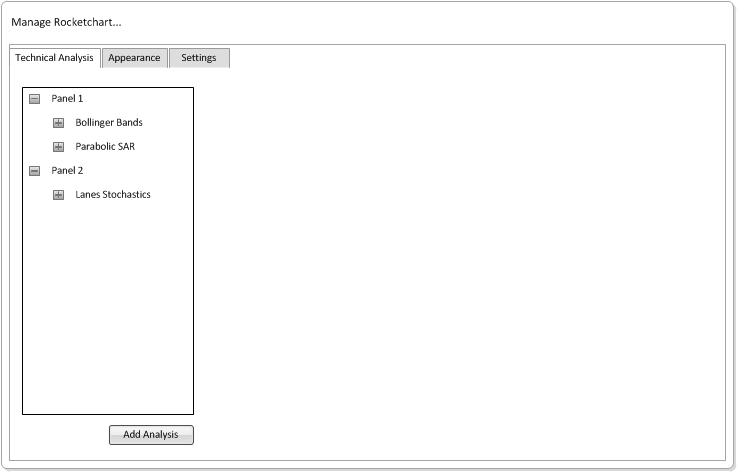 Manage Rocketchart...
Technical Analysis Appearance Settings
Panel 1
Bollinger Bands
Parabolic SAR
Panel 2
Lanes Stochastics
Add Analysis